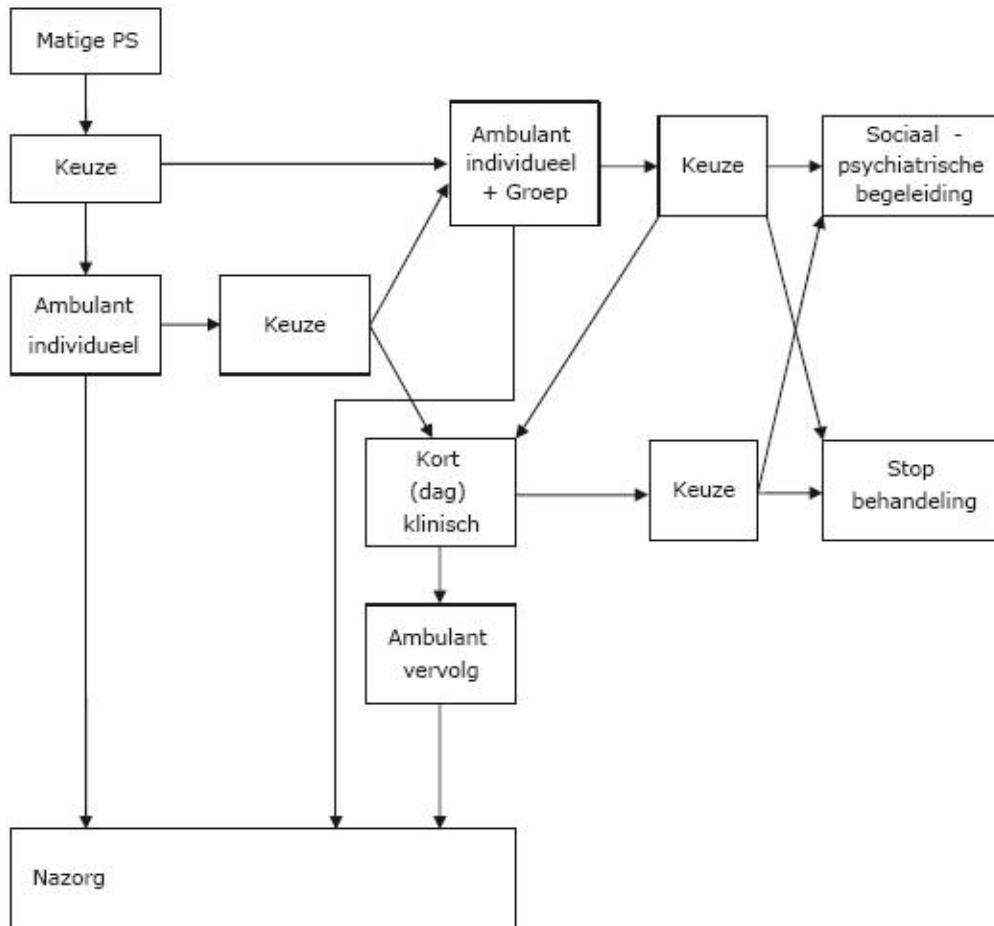 Matige PS
Keuze
Ambulant
individueel
+ Groep
Keuze
Sociaal -
psychiatrische
begeleiding
Ambulant
individueel
Keuze
Kort
(dag)
klinisch
Keuze
Stop
behandeling
Ambulant
vervolg
Nazorg